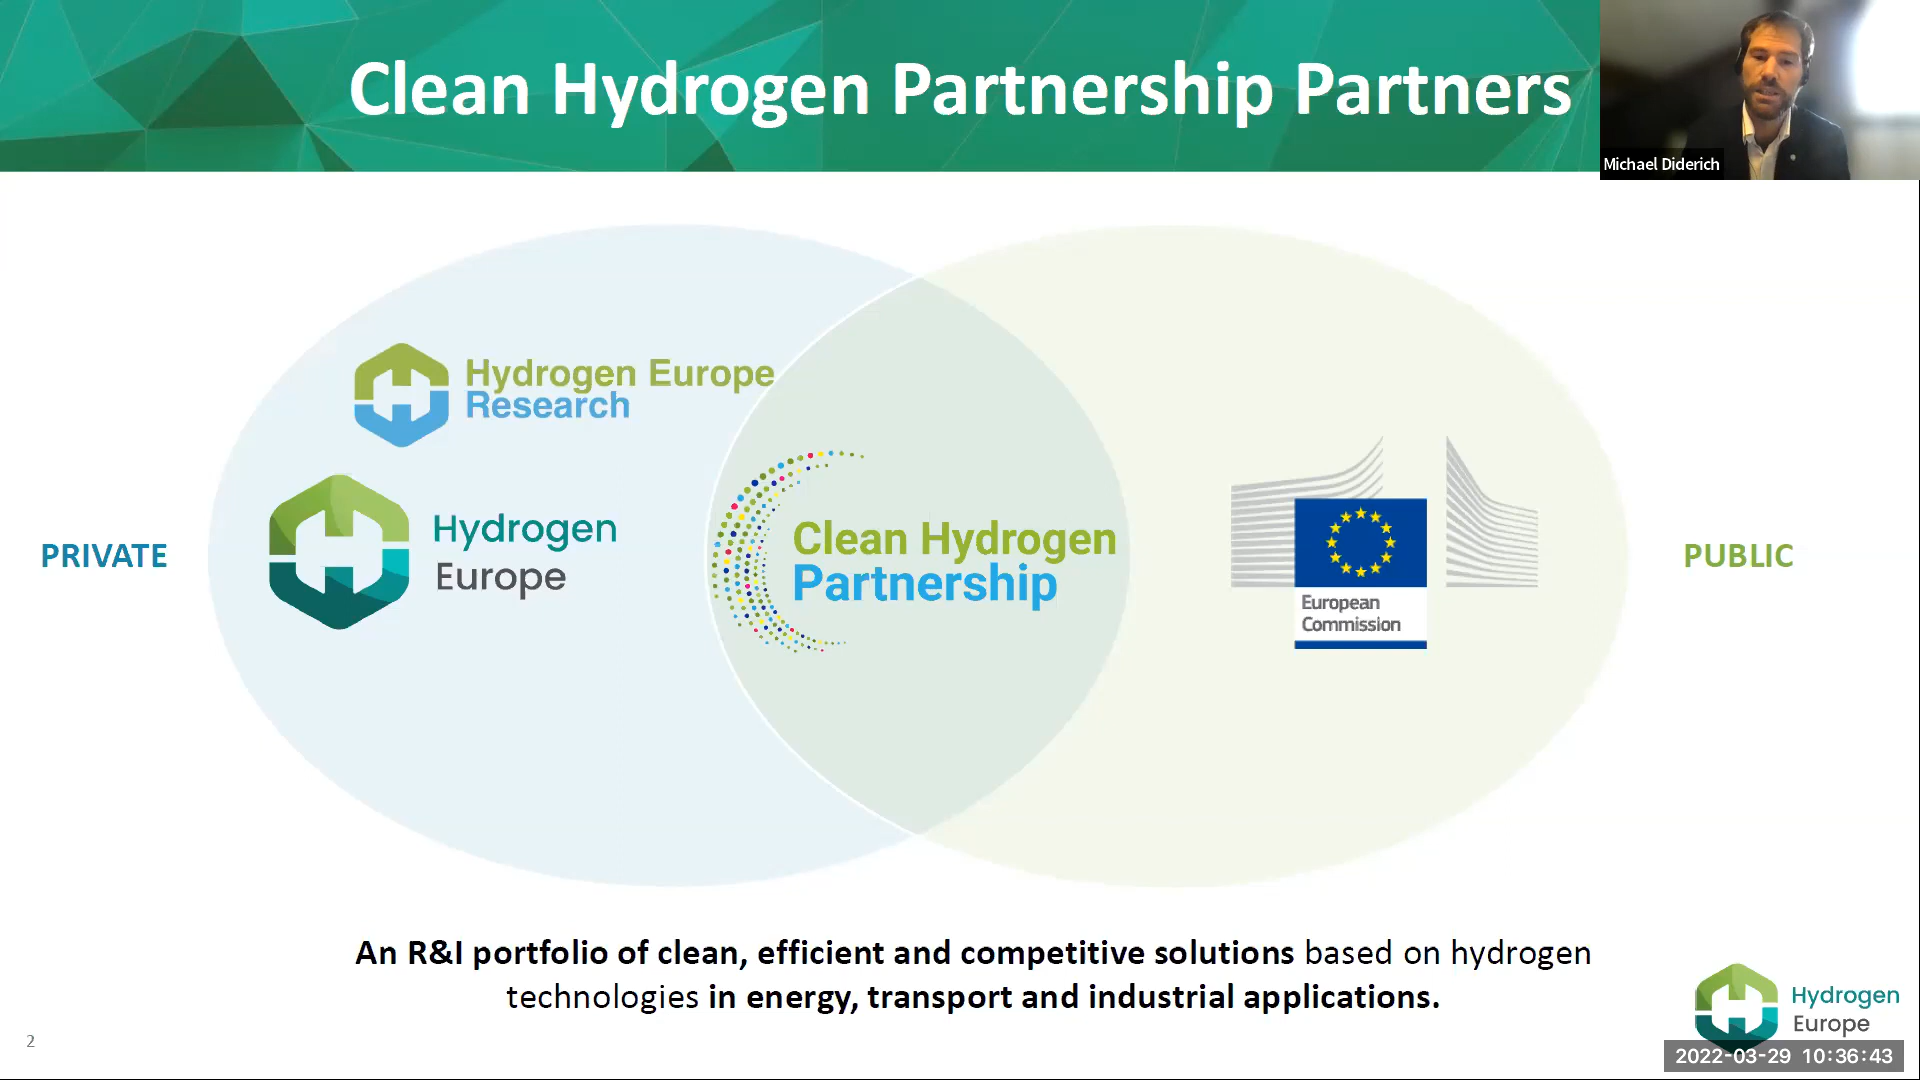 Clean Hydrogen Partnership Partners
Michael Diderich
Hydrogen Europe
Research
Hydrogen
Europe
PRIVATE
Clean Hydrogen
Partnership
European
Commission
PUBLIC
An R&I portfolio of clean, efficient and competitive solutions based on hydrogen
technologies in energy, transport and industrial applications.
Hydrogen
Europe
2
2022-03-29 10:36:43